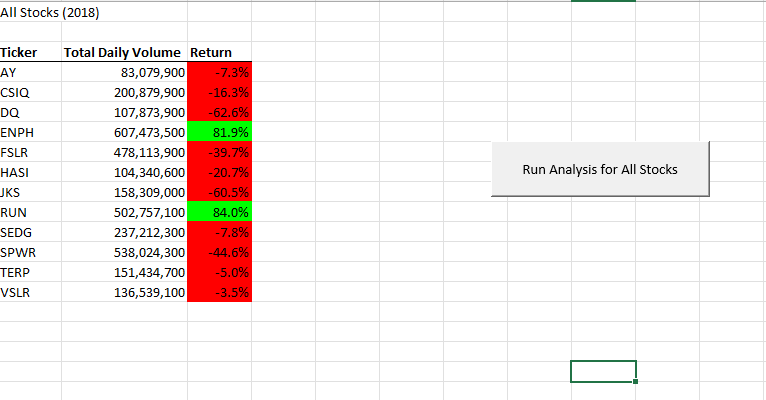 All Stocks (2018)
Ticker Total Daily Volume Return
AY 83,079,900 -7.3%
CSIQ 200,879,900 -16.3%
DQ 107,873,900 -62.6%
ENPH 607,473,500 81.9%
FSLR 478,113,900 -39.7%
HASI 104,340,600 -20.7%
JKS 158,309,000 -60.5%
RUN 502,757,100 84.0%
SEDG 237,212,300 -7.8%
SPWR 538,024,300 -44.6%
TERP 151,434,700 -5.0%
VSLR 136,539,100 -3.5%
Run Analysis for All Stocks